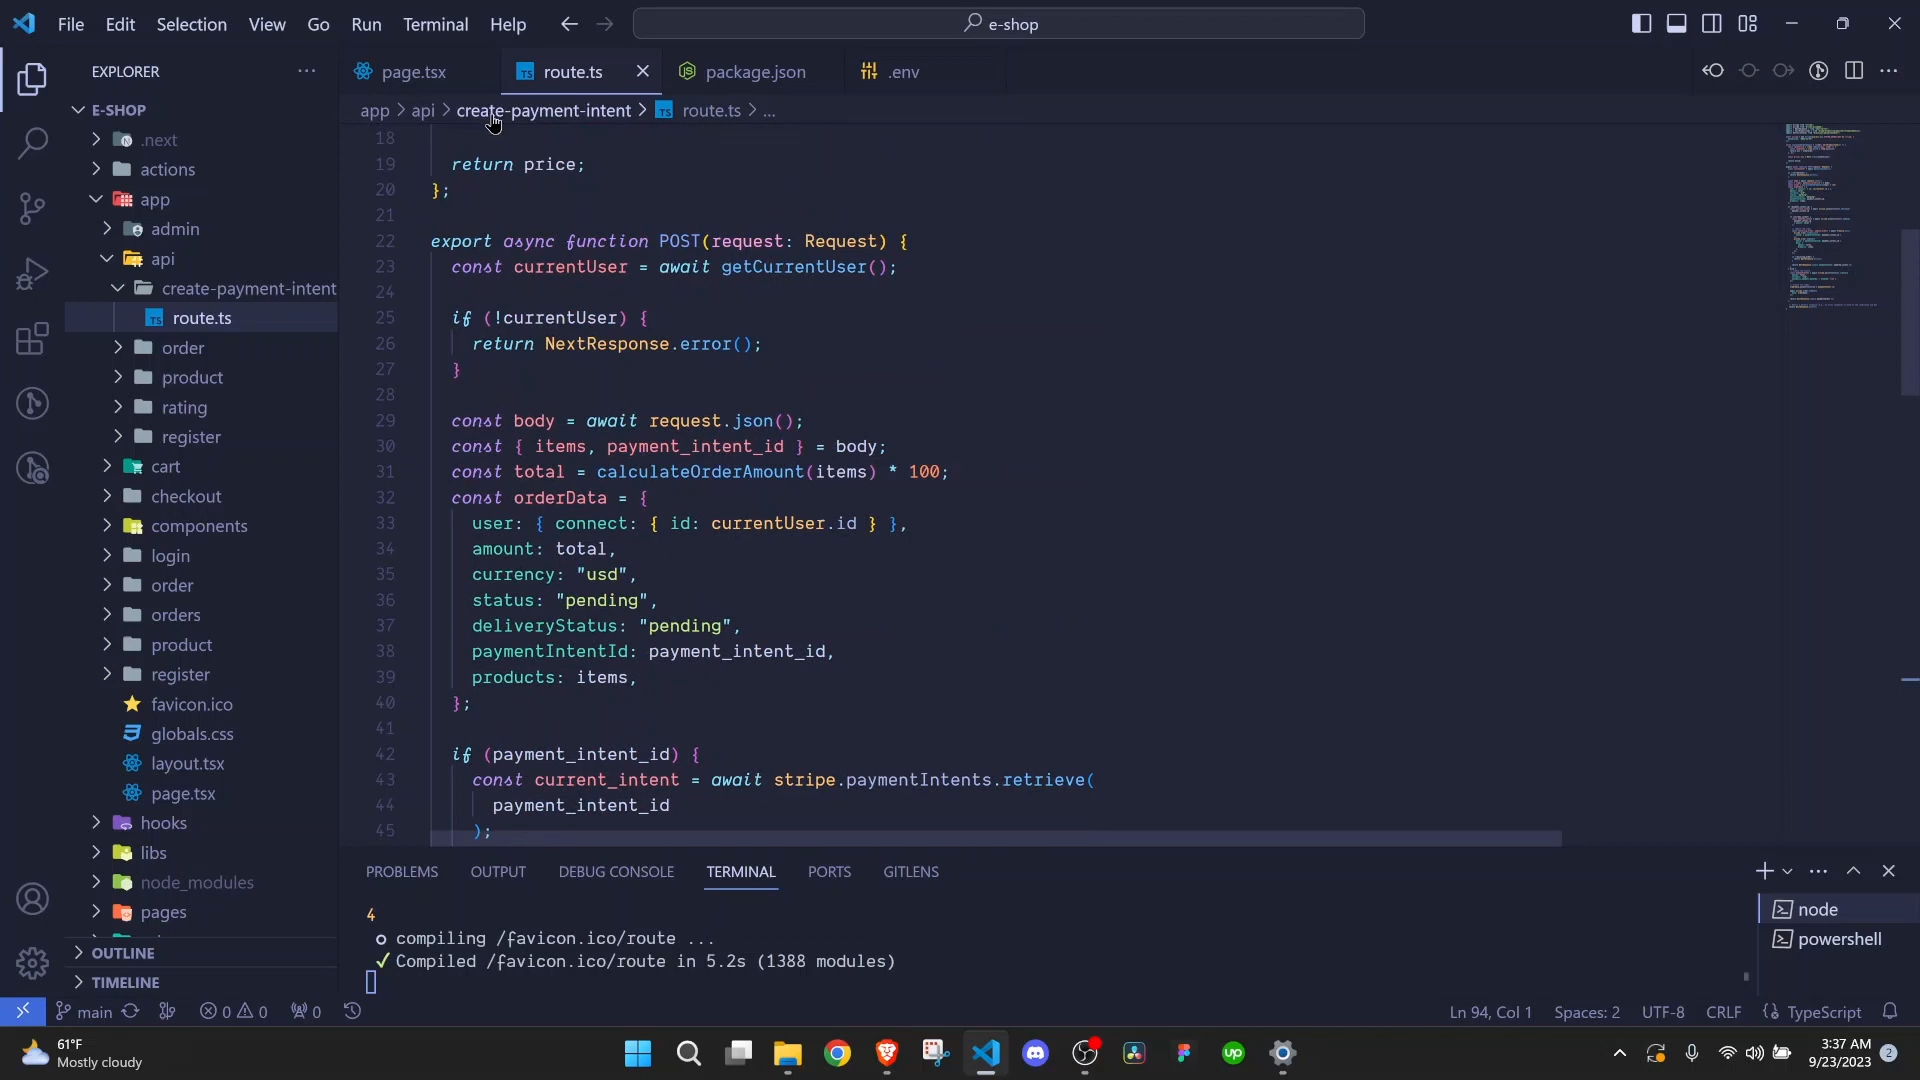 File Edit Selection View Go Run Terminal Help
e-shop
EXPLORER
page.tsx
route.ts
package.json
.env
app > api > create-payment-intent > TS route.ts > ...
E-SHOP
.next
actions
app
admin
api
create-payment-intent
TS route.ts
order
product
rating
register
cart
checkout
components
login
order
orders
product
register
favicon.ico
globals.css
layout.tsx
page.tsx
hooks
libs
node_modules
pages
OUTLINE
TIMELINE
18
19 return price;
20 };
21
22 export async function POST(request: Request) {
23 const currentUser = await getCurrentUser();
24
25 if (!currentUser) {
26 return NextResponse.error();
27 }
28
29 const body = await request.json();
30 const { items, payment_intent_id } = body;
31 const total = calculateOrderAmount(items) * 100;
32 const orderData = {
33 user: { connect: { id: currentUser.id } },
34 amount: total,
35 currency: "usd",
36 status: "pending",
37 deliveryStatus: "pending",
38 paymentIntentId: payment_intent_id,
39 products: items,
40 };
41
42 if (payment_intent_id) {
43 const current_intent = await stripe.paymentIntents.retrieve(
44 payment_intent_id
45 );
PROBLEMS OUTPUT DEBUG CONSOLE TERMINAL PORTS GITLENS
4
compiling /favicon.ico/route ...
✓ Compiled /favicon.ico/route in 5.2s (1388 modules)
node
powershell
main 0 0 0 Ln 94, Col 1 Spaces: 2 UTF-8 CRLF {} TypeScript
61°F
Mostly cloudy
up
3:37 AM
9/23/2023
2